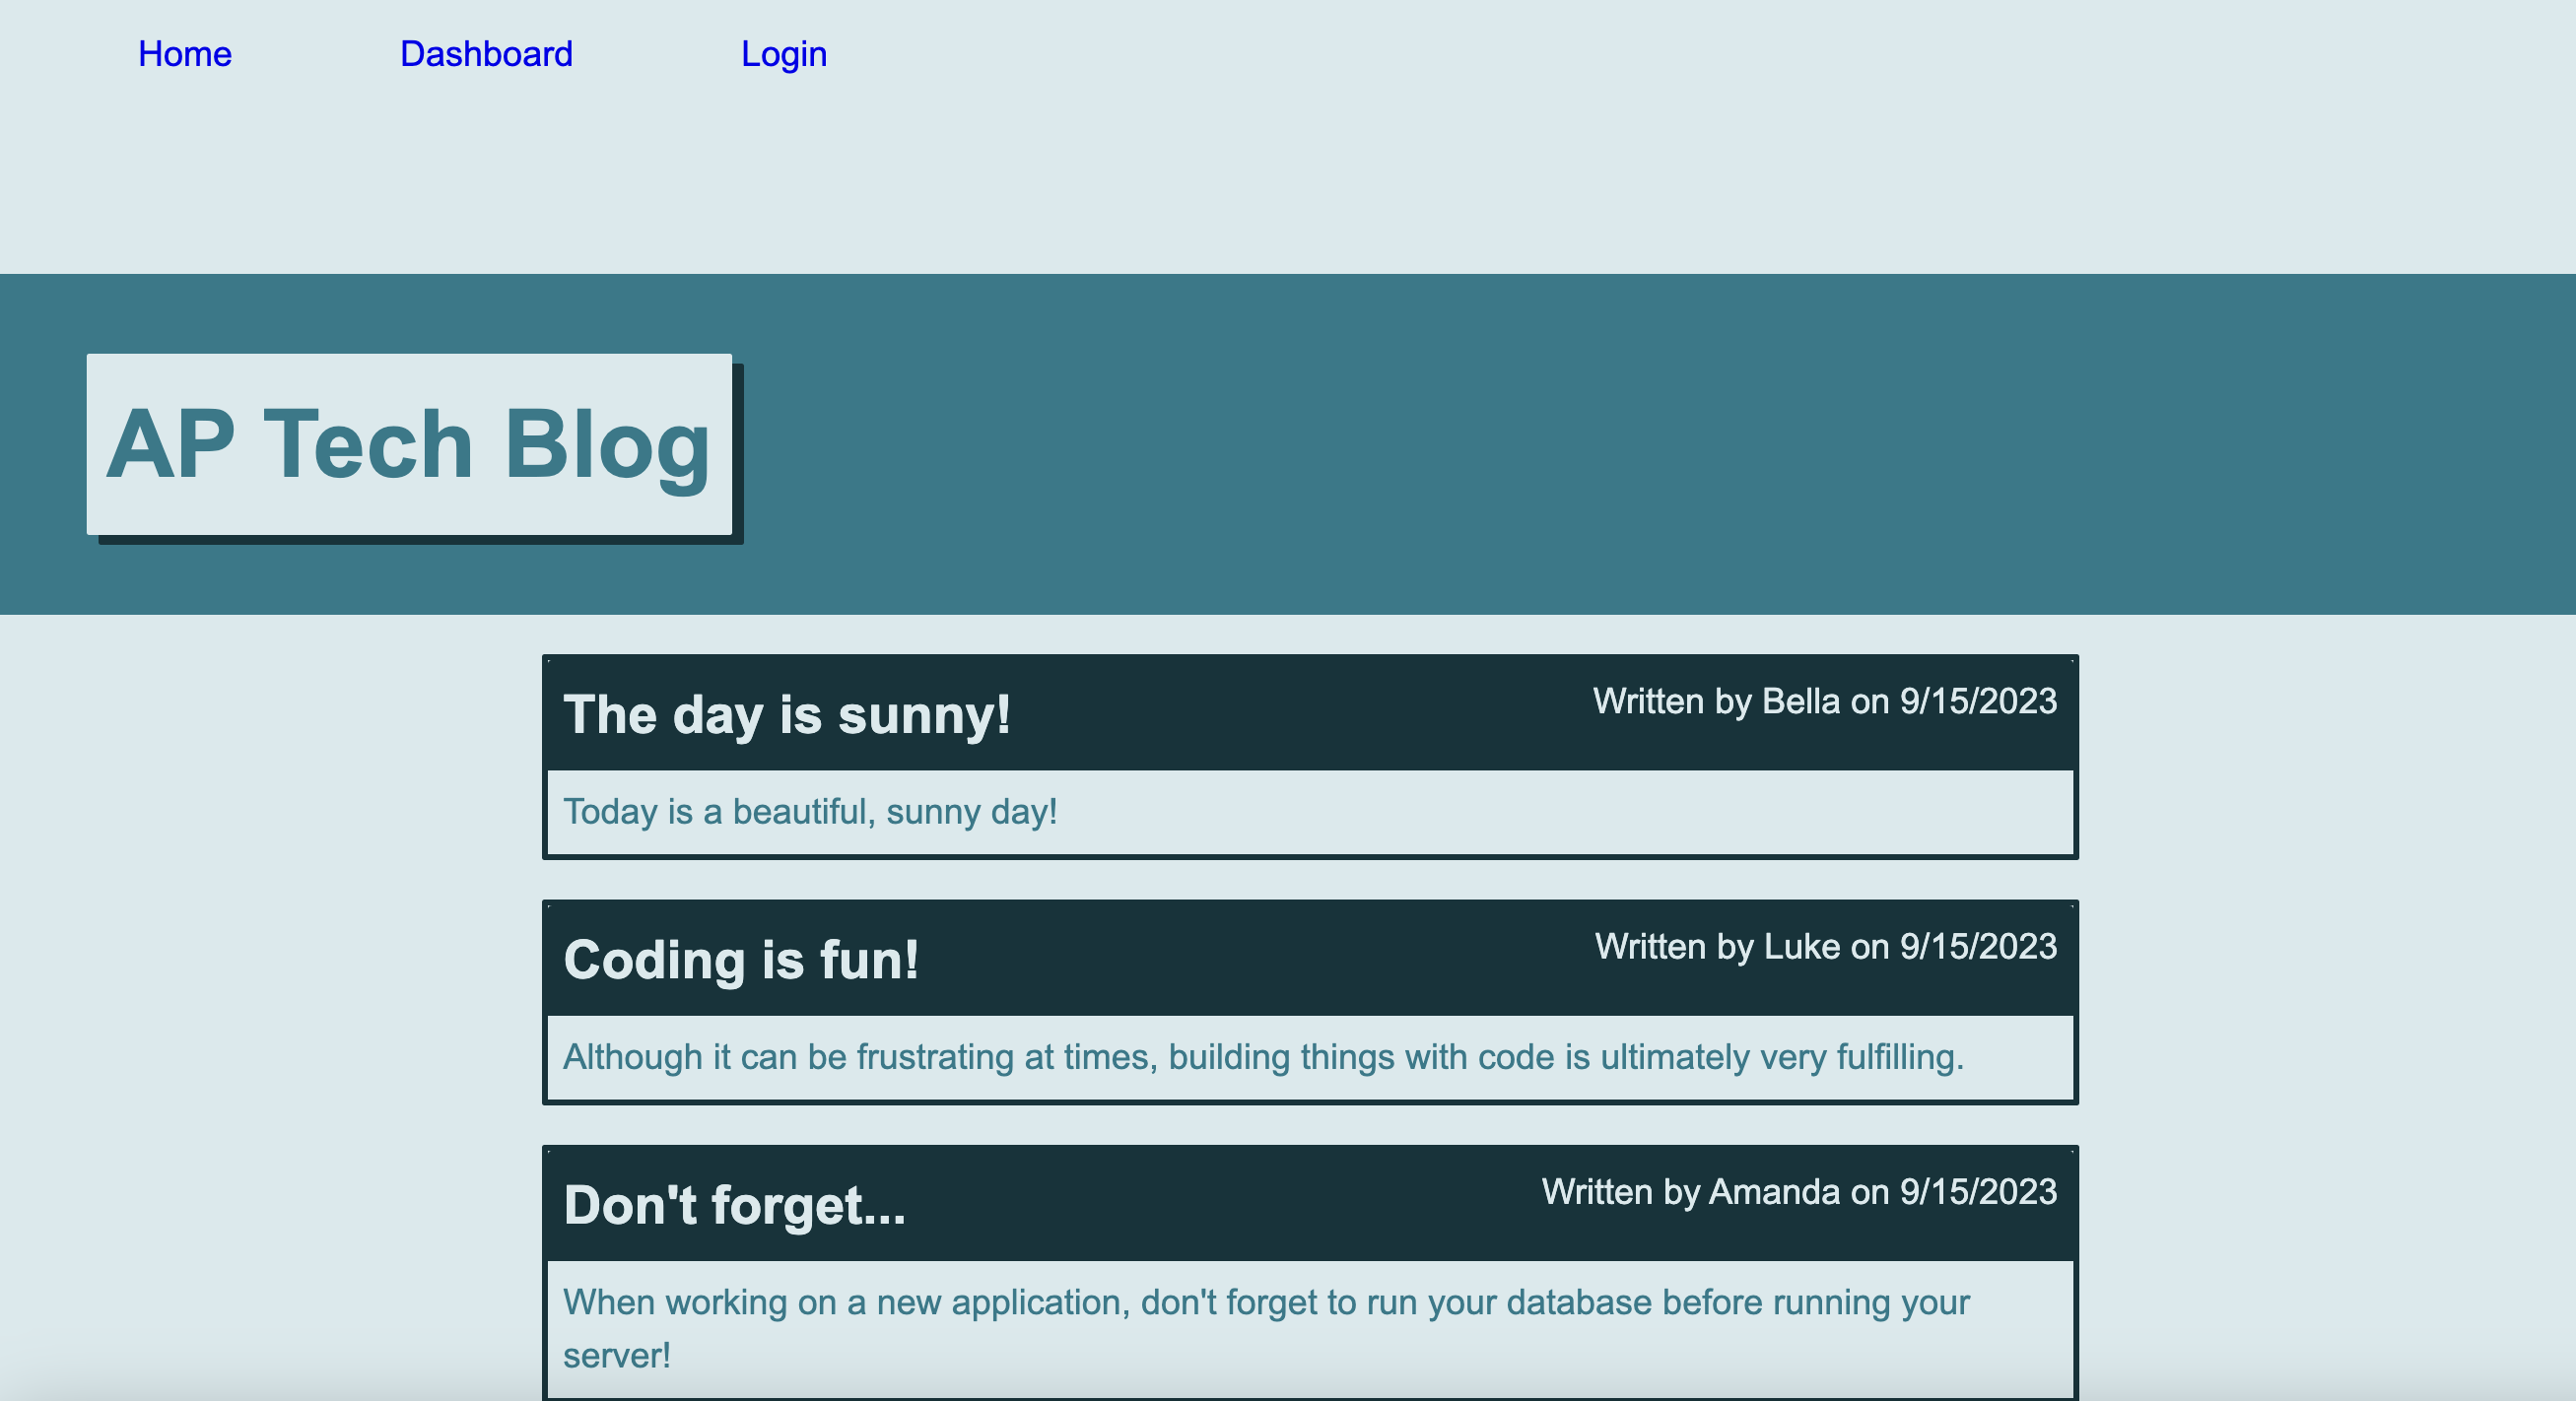 Home Dashboard Login
AP Tech Blog
The day is sunny! Written by Bella on 9/15/2023
Today is a beautiful, sunny day!
Coding is fun! Written by Luke on 9/15/2023
Although it can be frustrating at times, building things with code is ultimately very fulfilling.
Don't forget... Written by Amanda on 9/15/2023
When working on a new application, don't forget to run your database before running your
server!